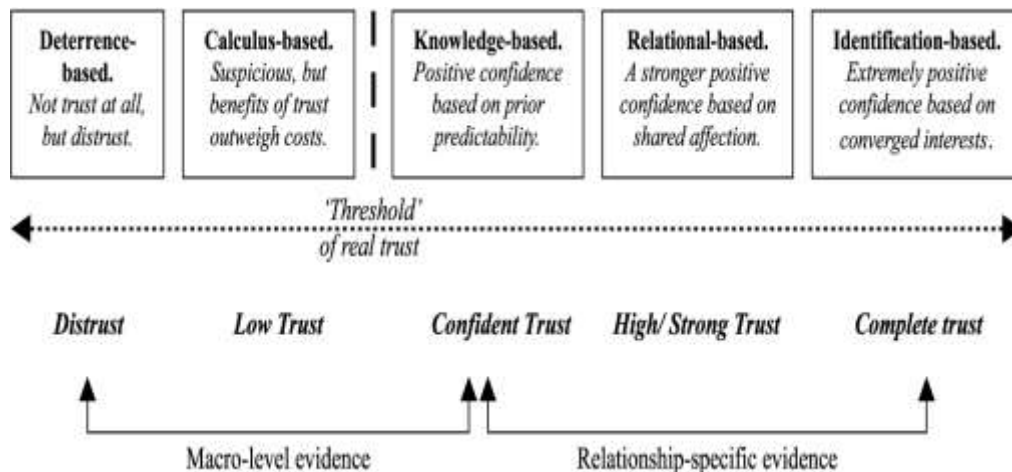 Deterrence-
based.
Not trust at all,
but distrust.
Calculus-based.
Suspicious, but
benefits of trust
outweigh costs.
Knowledge-based.
Positive confidence
based on prior
predictability.
Relational-based.
A stronger positive
confidence based on
shared affection.
Identification-based.
Extremely positive
confidence based on
converged interests.
'Threshold'
of real trust
Distrust
Low Trust
Confident Trust
High/ Strong Trust
Complete trust
Macro-level evidence
Relationship-specific evidence